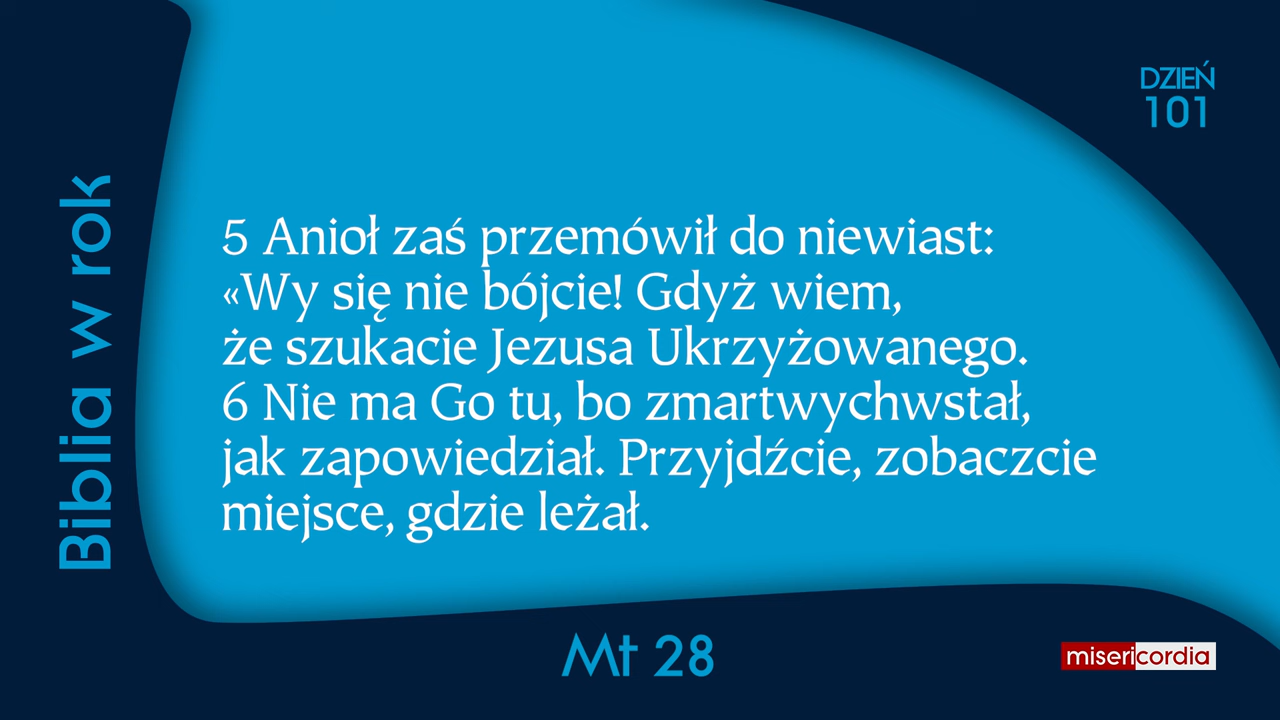 DZIEŃ
101
Biblia w rok
5 Anioł zaś przemówił do niewiast:
«Wy się nie bójcie! Gdyż wiem,
że szukacie Jezusa Ukrzyżowanego.
6 Nie ma Go tu, bo zmartwychwstał,
jak zapowiedział. Przyjdźcie, zobaczcie
miejsce, gdzie leżał.
Mt 28
misericordia